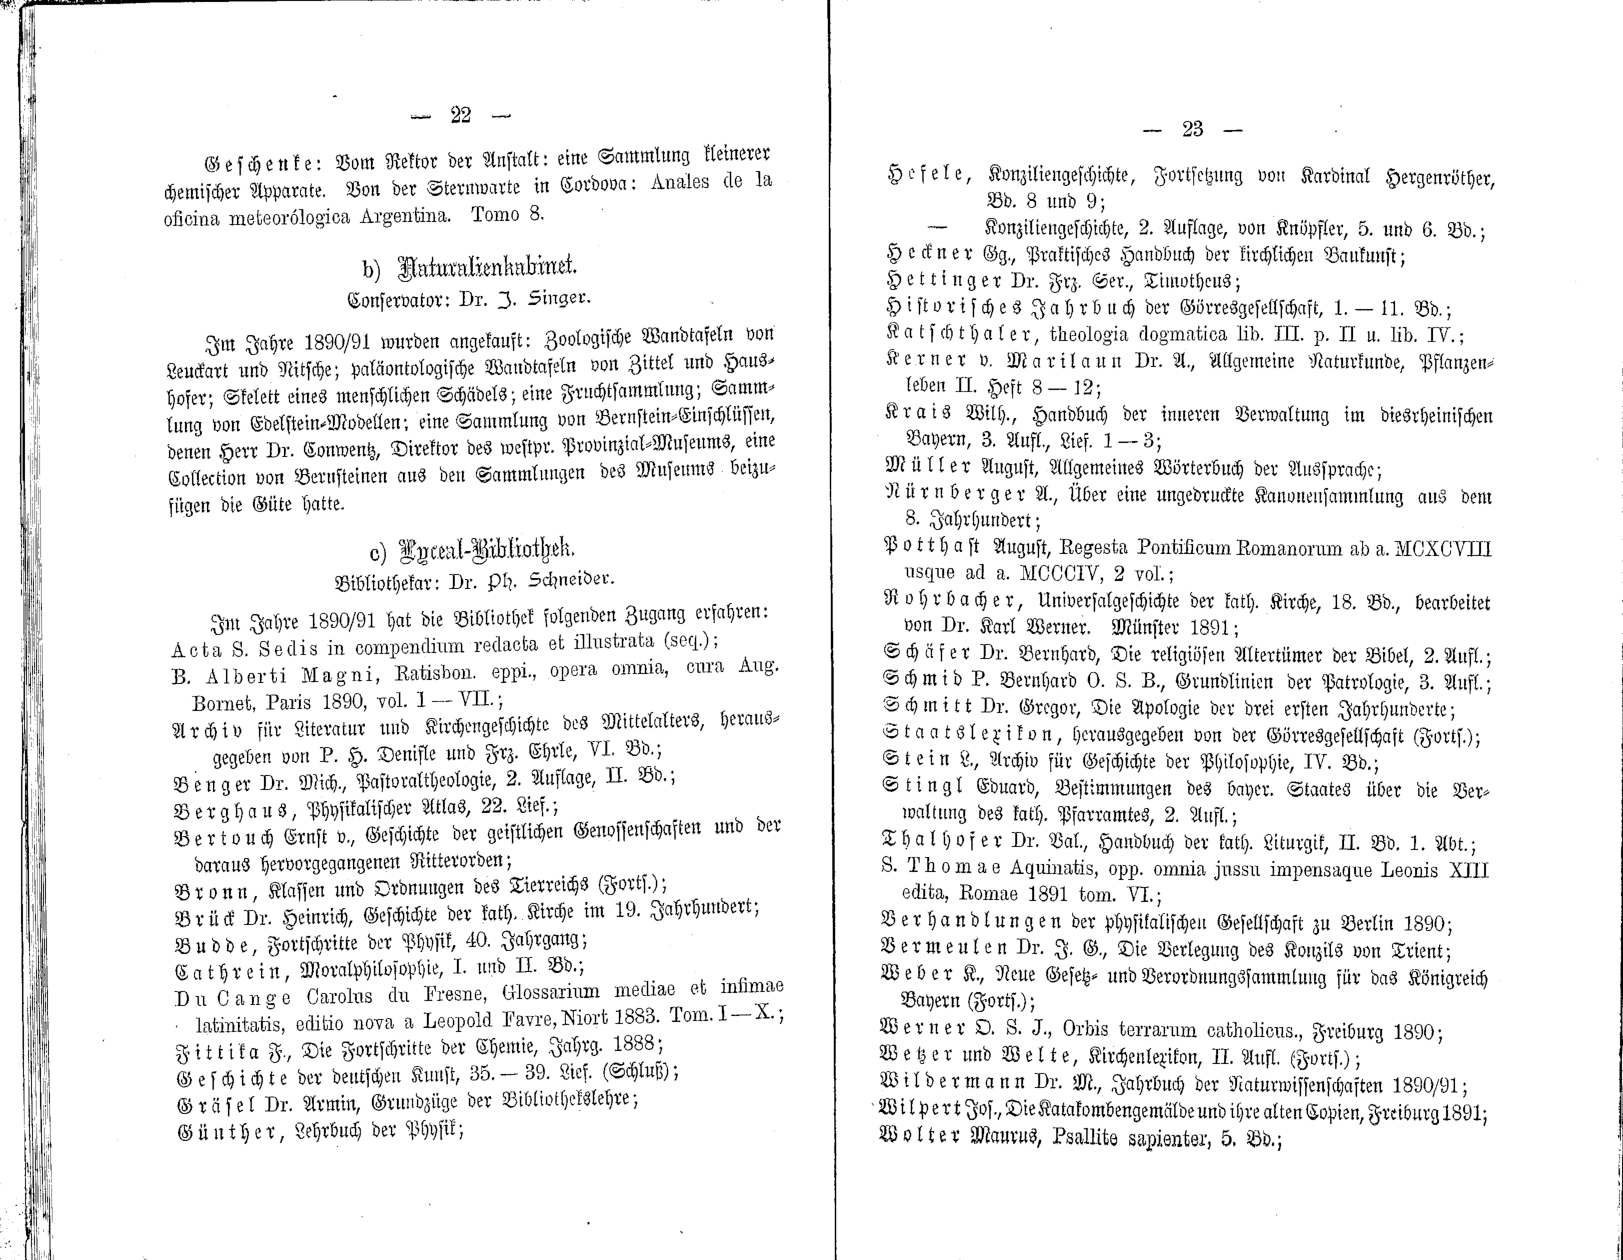 — 22 —
Geschenke: Vom Rektor der Anstalt: eine Sammlung kleinerer
chemischer Apparate. Von der Sternwarte in Cordova: Anales de la
oficina meteorólogica Argentina. Tomo 8.
b) Naturalienkabinet.
Conservator: Dr. J. Singer.
Im Jahre 1890/91 wurden angekauft: Zoologische Wandtafeln von
Leuckart und Nitsche; paläontologische Wandtafeln von Zittel und Haus-
hofer; Skelett eines menschlichen Schädels; eine Fruchtsammlung; Samm-
lung von Edelstein-Modellen; eine Sammlung von Bernstein-Einschlüssen,
denen Herr Dr. Conwentz, Direktor des westpr. Provinzial-Museums, eine
Collection von Bernsteinen aus den Sammlungen des Museums beizu-
fügen die Güte hatte.
c) Lyceal-Bibliothek.
Bibliothekar: Dr. Ph. Schneider.
Im Jahre 1890/91 hat die Bibliothek folgenden Zugang erfahren:
Acta S. Sedis in compendium redacta et illustrata (seq.);
B. Alberti Magni, Ratisbon. eppi., opera omnia, cura Aug.
Bornet, Paris 1890, vol. I — VII.;
Archiv für Literatur und Kirchengeschichte des Mittelalters, heraus-
gegeben von P. H. Denifle und Frz. Ehrle, VI. Bd.;
Benger Dr. Mich., Pastoraltheologie, 2. Auflage, II. Bd.;
Berghaus, Physikalischer Atlas, 22. Lief.;
Bertouch Ernst v., Geschichte der geistlichen Genossenschaften und der
daraus hervorgegangenen Ritterorden;
Bronn, Klassen und Ordnungen des Tierreichs (Forts.);
Brück Dr. Heinrich, Geschichte der kath. Kirche im 19. Jahrhundert;
Budde, Fortschritte der Physik, 40. Jahrgang;
Cathrein, Moralphilosophie, I. und II. Bd.;
Du Cange Carolus du Fresne, Glossarium mediae et infimae
latinitatis, editio nova a Leopold Favre, Niort 1883. Tom. I — X.;
Fittika F., Die Fortschritte der Chemie, Jahrg. 1888;
Geschichte der deutschen Kunst, 35. — 39. Lief. (Schluß);
Gräsel Dr. Armin, Grundzüge der Bibliothekslehre;
Günther, Lehrbuch der Physik;
— 23 —
Hefele, Konziliengeschichte, Fortsetzung von Kardinal Hergenröther,
Bd. 8 und 9;
— Konziliengeschichte, 2. Auflage, von Knöpfler, 5. und 6. Bd.;
Heckner Gg., Praktisches Handbuch der kirchlichen Baukunst;
Hettinger Dr. Frz. Ser., Timotheus;
Historisches Jahrbuch der Görresgesellschaft, 1. — 11. Bd.;
Katschthaler, theologia dogmatica lib. III. p. II u. lib. IV.;
Kerner v. Marilaun Dr. A., Allgemeine Naturkunde, Pflanzen-
leben II. Heft 8 — 12;
Krais Wilh., Handbuch der inneren Verwaltung im diesrheinischen
Bayern, 3. Aufl., Lief. 1 — 3;
Müller August, Allgemeines Wörterbuch der Aussprache;
Nürnberger A., Über eine ungedruckte Kanonensammlung aus dem
8. Jahrhundert;
Potthast August, Regesta Pontificum Romanorum ab a. MCXCVIII
usque ad a. MCCCIV, 2 vol.;
Rohrbacher, Universalgeschichte der kath. Kirche, 18. Bd., bearbeitet
von Dr. Karl Werner. Münster 1891;
Schäfer Dr. Bernhard, Die religiösen Altertümer der Bibel, 2. Aufl.;
Schmid P. Bernhard O. S. B., Grundlinien der Patrologie, 3. Aufl.;
Schmitt Dr. Gregor, Die Apologie der drei ersten Jahrhunderte;
Staatslexikon, herausgegeben von der Görresgesellschaft (Forts.);
Stein L., Archiv für Geschichte der Philosophie, IV. Bd.;
Stingl Eduard, Bestimmungen des bayer. Staates über die Ver-
waltung des kath. Pfarramtes, 2. Aufl.;
Thalhofer Dr. Val., Handbuch der kath. Liturgik, II. Bd. 1. Abt.;
S. Thomae Aquinatis, opp. omnia jussu impensaque Leonis XIII
edita, Romae 1891 tom. VI.;
Verhandlungen der physikalischen Gesellschaft zu Berlin 1890;
Vermeulen Dr. J. G., Die Verlegung des Konzils von Trient;
Weber K., Neue Gesetz- und Verordnungssammlung für das Königreich
Bayern (Forts.);
Werner O. S. J., Orbis terrarum catholicus., Freiburg 1890;
Wetzer und Welte, Kirchenlexikon, II. Aufl. (Forts.);
Wildermann Dr. M., Jahrbuch der Naturwissenschaften 1890/91;
Wilpert Jos., Die Katakombengemälde und ihre alten Copien, Freiburg 1891;
Wolter Maurus, Psallite sapienter, 5. Bd.;